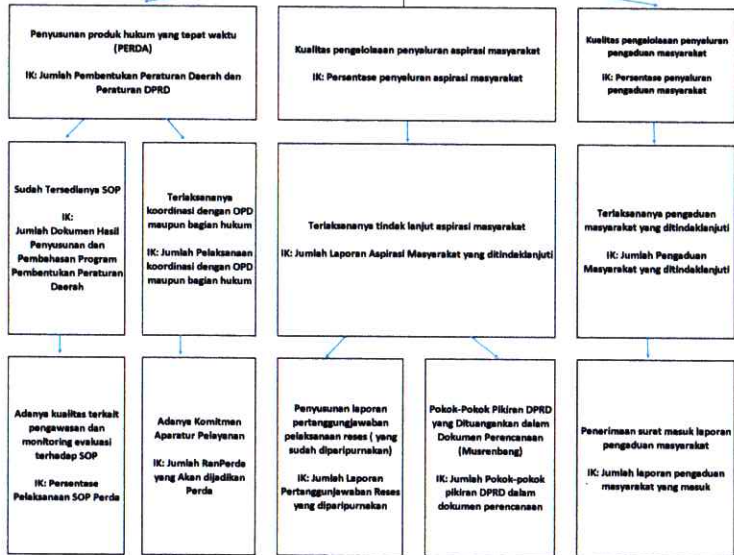 Penyusunan produk hukum yang tepat waktu
(PERDA)
IK: Jumlah Pembentukan Peraturan Daerah dan
Peraturan DPRD
Kualitas pengalolaan penyaluran aspirasi masyarakat
IK: Persentase penyaluran aspirasi masyarakat
Kualitas pengalolaan penyaluran
pengaduan masyarakat
IK: Persentase penyaluran
pengaduan masyarakat
Sudah Tersedianya SOP
IK:
Jumlah Dokumen Hasil
Penyusunan dan
Pembahasan Program
Pembentukan Peraturan
Daerah
Terlaksananya
koordinasi dengan OPD
maupun bagian hukum
IK: Jumlah Pelaksanaan
koordinasi dengan OPD
maupun bagian hukum
Terlaksananya tindak lanjut aspirasi masyarakat
IK: Jumlah Laporan Aspirasi Masyarakat yang ditindaklanjuti
Terlaksananya pengaduan
masyarakat yang ditindaklanjuti
IK: Jumlah Pengaduan
Masyarakat yang ditindaklanjuti
Adanya kualitas terkait
pengawasan dan
monitoring evaluasi
terhadap SOP
IK: Persentase
Pelaksanaan SOP Perda
Adanya Komitmen
Aparatur Pelayanan
IK: Jumlah RanPerda
yang Akan dijadikan
Perda
Penyusunan laporan
pertanggungjawaban
pelaksanaan reses ( yang
sudah diparipurnakan)
IK: Jumlah Laporan
Pertanggungjawaban Reses
yang diparipurnakan
Pokok-Pokok Pikiran DPRD
yang Dituangankan dalam
Dokumen Perencanaan
(Musrenbang)
IK: Jumlah Pokok-pokok
pikiran DPRD dalam
dokumen perencanaan
Penerimaan surat masuk laporan
pengaduan masyarakat
IK: Jumlah laporan pengaduan
masyarakat yang masuk